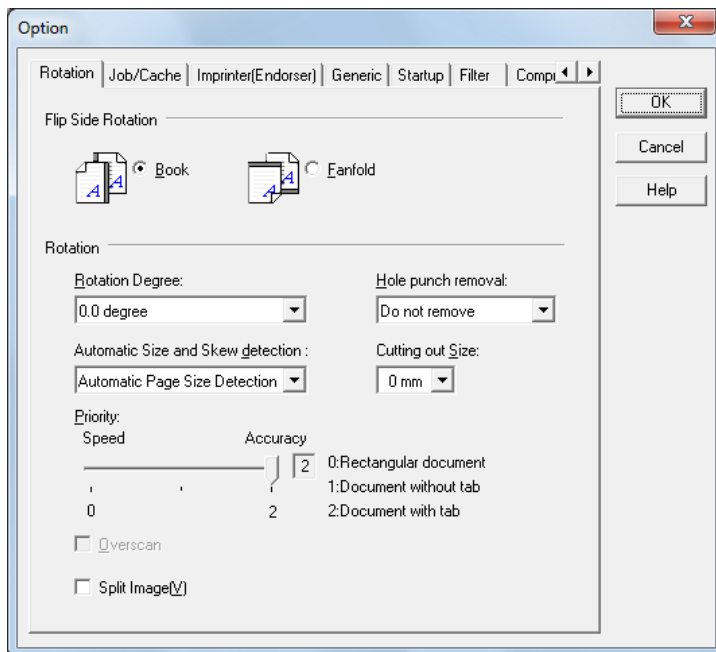 Option
Rotation Job/Cache Imprinter(Endorser) Generic Startup Filter
OK
Cancel
Help
Flip Side Rotation
A A Book A A Fanfold
Rotation
Rotation Degree: Hole punch removal:
0.0 degree Do not remove
Automatic Size and Skew detection : Cutting out Size:
Automatic Page Size Detection 0 mm
Priority:
Speed Accuracy
2 0:Rectangular document
1:Document without tab
0 2 2:Document with tab
Overscan
Split Image(V)